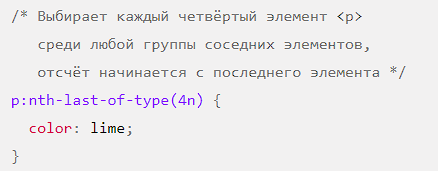 /* Выбирает каждый четвёртый элемент <p>
среди любой группы соседних элементов,
отсчёт начинается с последнего элемента */
p:nth-last-of-type(4n) {
color: lime;
}